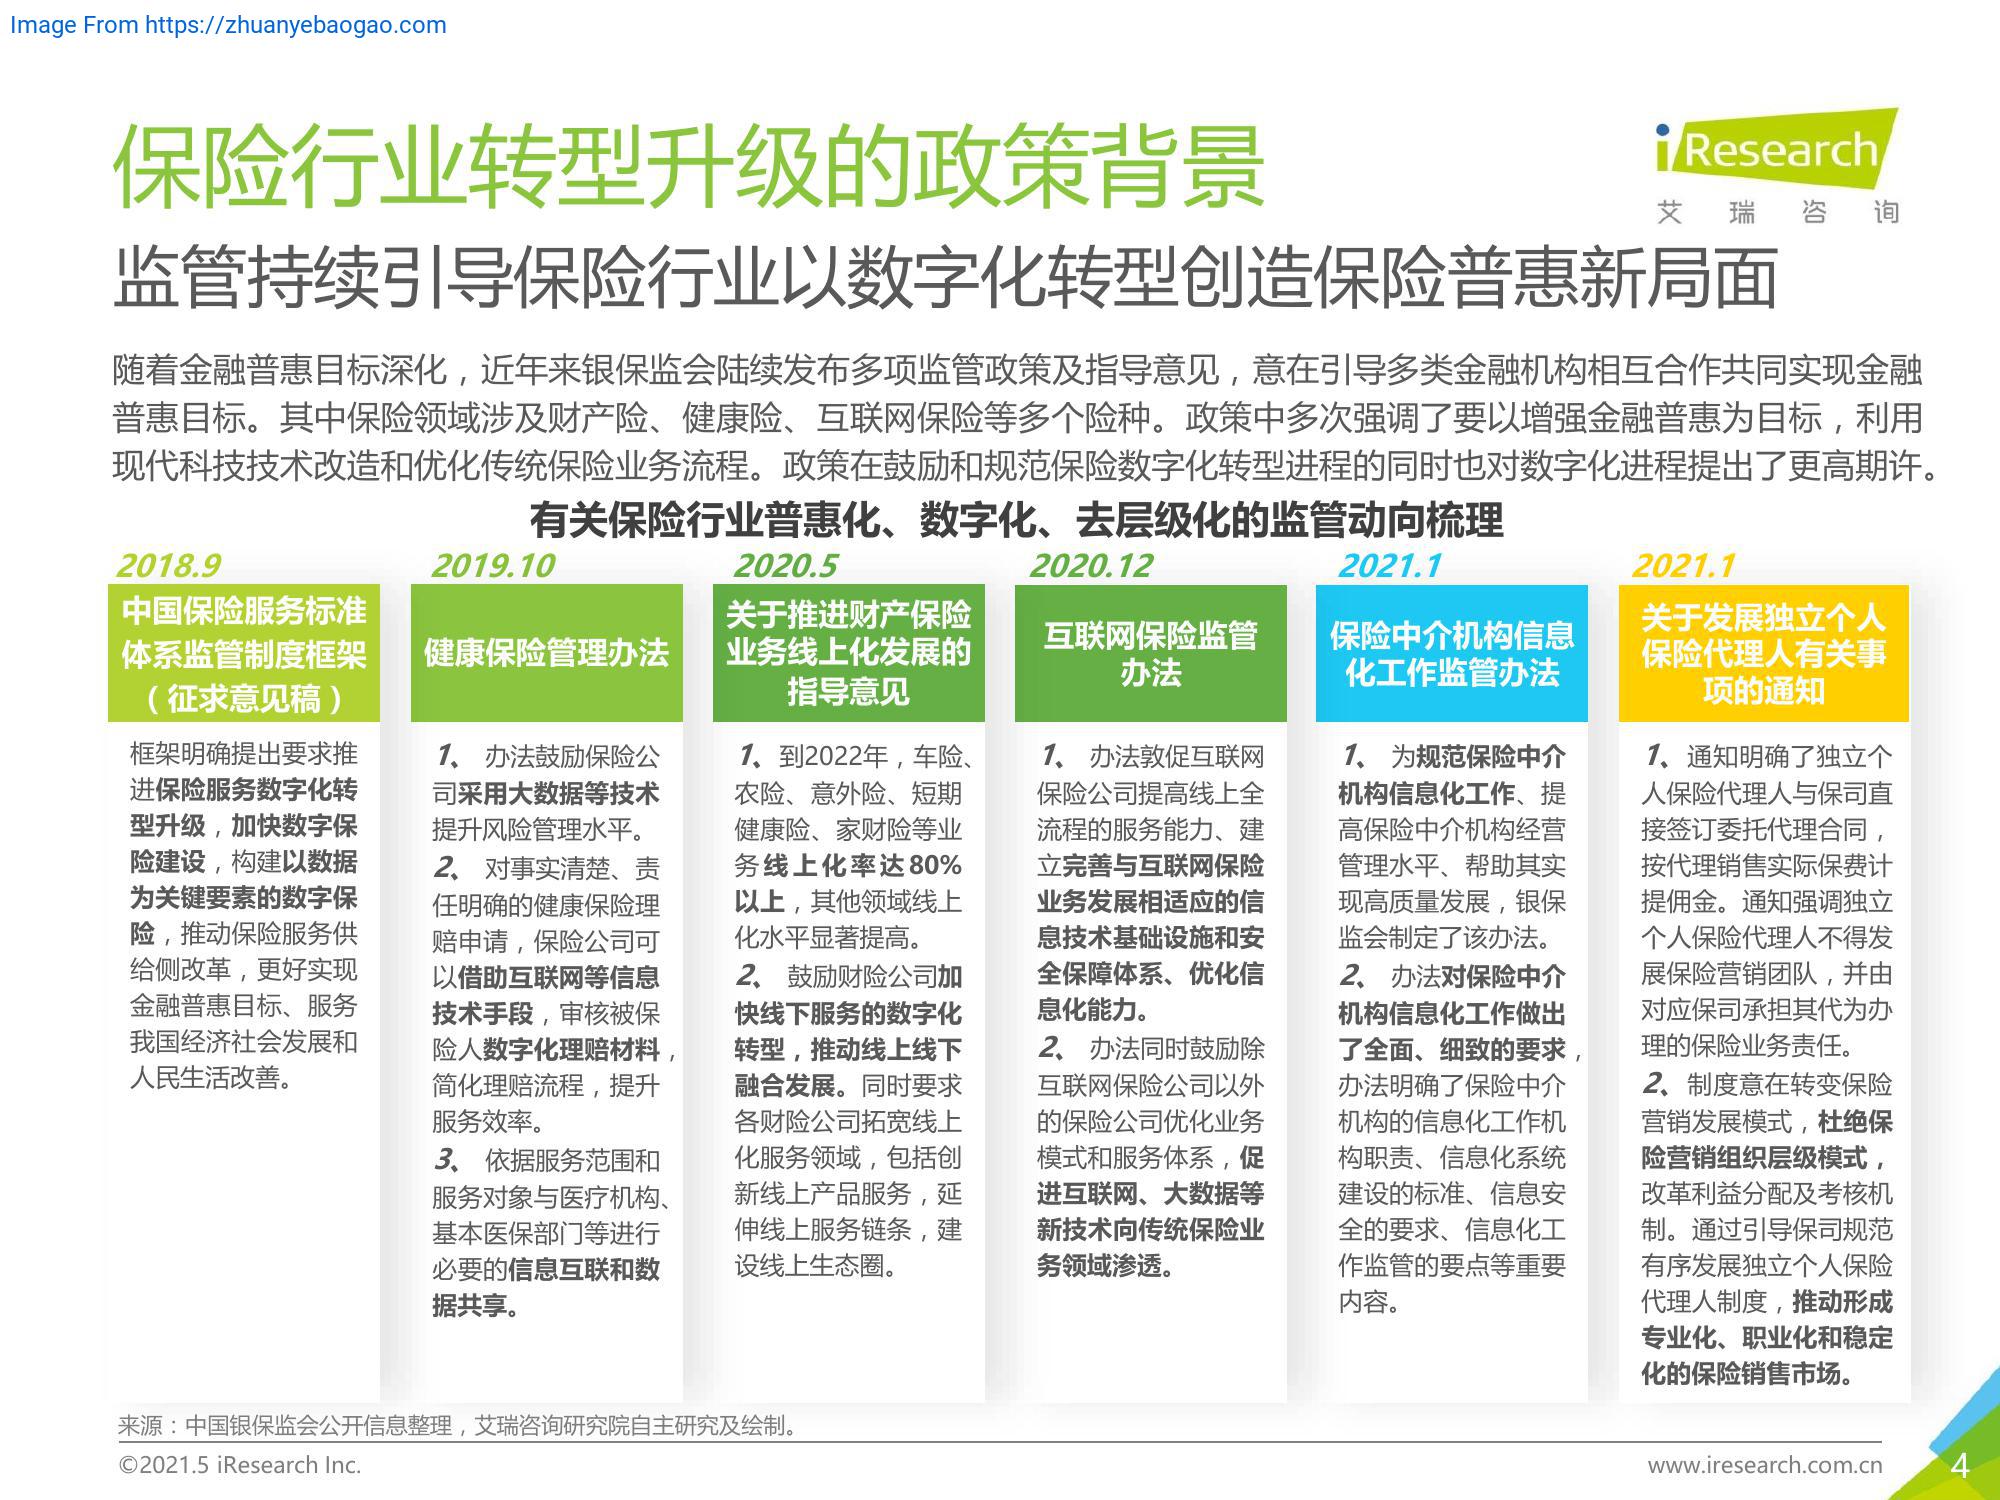 Image From https://zhuanyebaogao.com
保险行业转型升级的政策背景
iResearch
艾瑞咨询
监管持续引导保险行业以数字化转型创造保险普惠新局面
随着金融普惠目标深化，近年来银保监会陆续发布多项监管政策及指导意见，意在引导多类金融机构相互合作共同实现金融
普惠目标。其中保险领域涉及财产险、健康险、互联网保险等多个险种。政策中多次强调了要以增强金融普惠为目标，利用
现代科技技术改造和优化传统保险业务流程。政策在鼓励和规范保险数字化转型进程的同时也对数字化进程提出了更高期许。
有关保险行业普惠化、数字化、去层级化的监管动向梳理
2018.9
中国保险服务标准
体系监管制度框架
（征求意见稿）
框架明确提出要求推
进保险服务数字化转
型升级，加快数字保
险建设，构建以数据
为关键要素的数字保
险，推动保险服务供
给侧改革，更好实现
金融普惠目标、服务
我国经济社会发展和
人民生活改善。
2019.10
健康保险管理办法
1、 办法鼓励保险公
司采用大数据等技术
提升风险管理水平。
2、 对事实清楚、责
任明确的健康保险理
赔申请，保险公司可
以借助互联网等信息
技术手段，审核被保
险人数字化理赔材料，
简化理赔流程，提升
服务效率。
3、 依据服务范围和
服务对象与医疗机构、
基本医保部门等进行
必要的信息互联和数
据共享。
2020.5
关于推进财产保险
业务线上化发展的
指导意见
1、到2022年，车险、
农险、意外险、短期
健康险、家财险等业
务线上化率达80%
以上，其他领域线上
化水平显著提高。
2、 鼓励财险公司加
快线下服务的数字化
转型，推动线上线下
融合发展。同时要求
各财险公司拓宽线上
化服务领域，包括创
新线上产品服务，延
伸线上服务链条，建
设线上生态圈。
2020.12
互联网保险监管
办法
1、 办法敦促互联网
保险公司提高线上全
流程的服务能力、建
立完善与互联网保险
业务发展相适应的信
息技术基础设施和安
全保障体系、优化信
息化能力。
2、 办法同时鼓励除
互联网保险公司以外
的保险公司优化业务
模式和服务体系，促
进互联网、大数据等
新技术向传统保险业
务领域渗透。
2021.1
保险中介机构信息
化工作监管办法
1、 为规范保险中介
机构信息化工作、提
高保险中介机构经营
管理水平、帮助其实
现高质量发展，银保
监会制定了该办法。
2、 办法对保险中介
机构信息化工作做出
了全面、细致的要求，
办法明确了保险中介
机构的信息化工作机
构职责、信息化系统
建设的标准、信息安
全的要求、信息化工
作监管的要点等重要
内容。
2021.1
关于发展独立个人
保险代理人有关事
项的通知
1、通知明确了独立个
人保险代理人与保司直
接签订委托代理合同，
按代理销售实际保费计
提佣金。通知强调独立
个人保险代理人不得发
展保险营销团队，并由
对应保司承担其代为办
理的保险业务责任。
2、制度意在转变保险
营销发展模式，杜绝保
险营销组织层级模式，
改革利益分配及考核机
制。通过引导保司规范
有序发展独立个人保险
代理人制度，推动形成
专业化、职业化和稳定
化的保险销售市场。
来源：中国银保监会公开信息整理，艾瑞咨询研究院自主研究及绘制。
©2021.5 iResearch Inc.
www.iresearch.com.cn
4